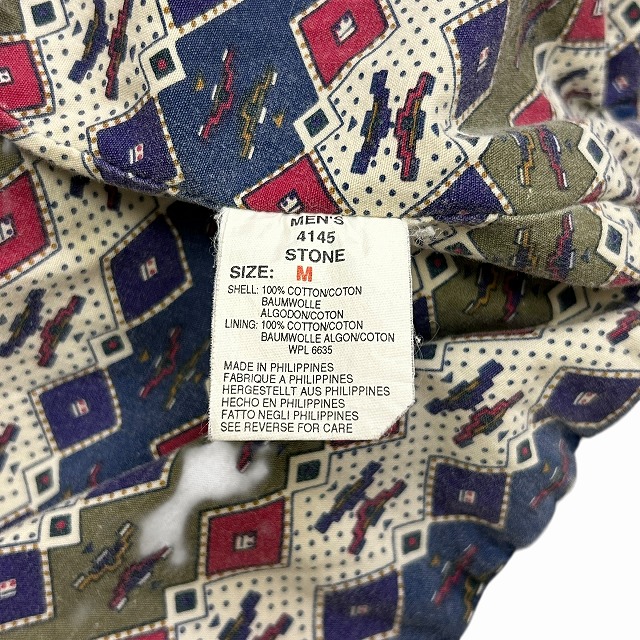 MEN'S
4145
STONE
SIZE: M
SHELL: 100% COTTON/COTON
BAUMWOLLE
ALGODON/COTON
LINING: 100% COTTON/COTON
BAUMWOLLE ALGON/COTON
WPL 6635
MADE IN PHILIPPINES
FABRIQUE A PHILIPPINES
HERGESTELLT AUS PHILIPPINES
HECHO EN PHILIPPINES
FATTO NEGLI PHILIPPINES
SEE REVERSE FOR CARE